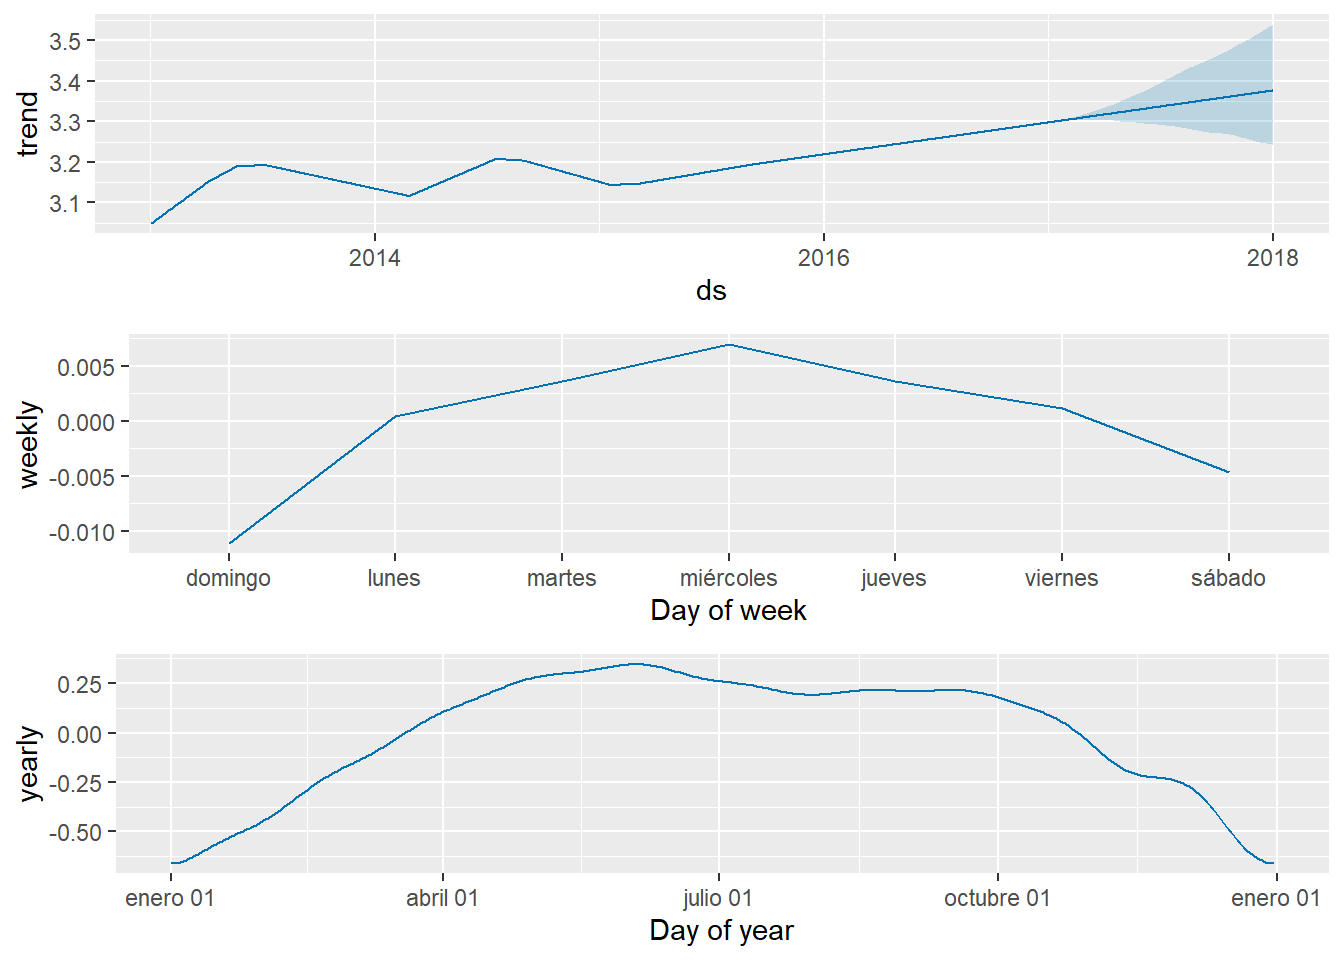 trend
3.5
3.4
3.3
3.2
3.1
2014 2016 2018
ds
weekly
0.005
0.000
-0.005
-0.010
domingo lunes martes miércoles jueves viernes sábado
Day of week
yearly
0.25
0.00
-0.25
-0.50
enero 01 abril 01 julio 01 octubre 01 enero 01
Day of year